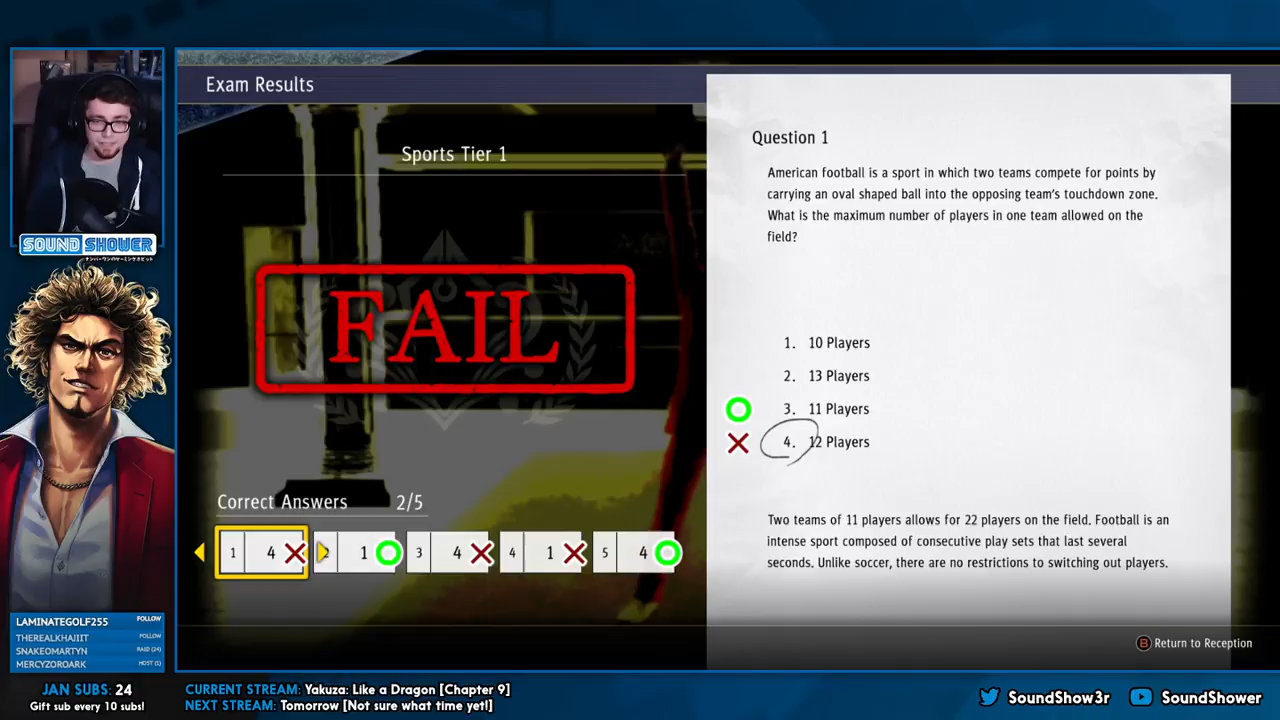 Exam Results
Sports Tier 1
FAIL
Correct Answers 2/5
1 4 2 1 3 4 4 1 5 4
Question 1
American football is a sport in which two teams compete for points by
carrying an oval shaped ball into the opposing team's touchdown zone.
What is the maximum number of players in one team allowed on the
field?
1. 10 Players
2. 13 Players
3. 11 Players
4. 12 Players
Two teams of 11 players allows for 22 players on the field. Football is an
intense sport composed of consecutive play sets that last several
seconds. Unlike soccer, there are no restrictions to switching out players.
B Return to Reception
SOUND SHOWER
LAMINATEGOLF255 FOLLOW
THEREALKHAJIIT FOLLOW
SNAKEOMARTYN RAID (24)
MERCYZOROARK HOST (1)
JAN SUBS: 24
Gift sub every 10 subs!
CURRENT STREAM: Yakuza: Like a Dragon [Chapter 9]
NEXT STREAM: Tomorrow [Not sure what time yet!]
SoundShow3r SoundShower